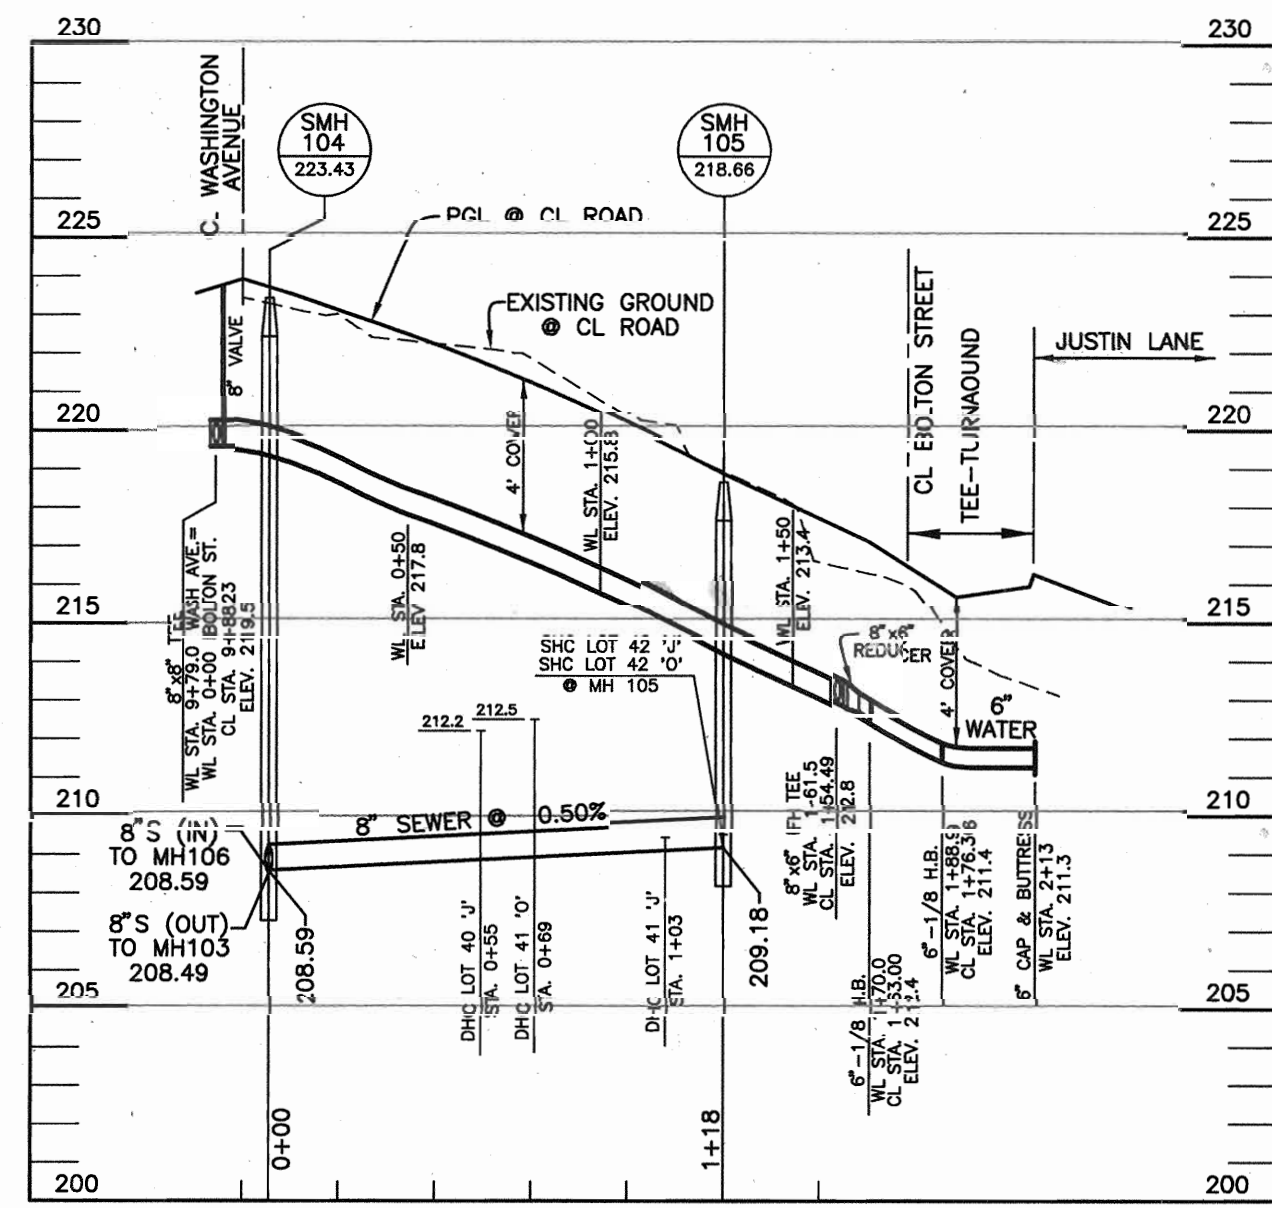 230
230
CL WASHINGTON
AVENUE
SMH
104
223.43
SMH
105
218.66
PGL @ CL ROAD
225
225
EXISTING GROUND
@ CL ROAD
8" VALVE
CL BOLTON STREET
TEE-TURNAOUND
JUSTIN LANE
220
220
4' COVER
WL STA. 1+00
ELEV. 215.8
WL STA. 0+50
ELEV 217.8
WL STA. 1+50
ELEV. 213.4
215
215
8"x8" TEE
WL STA. 9+79.0 WASH AVE.=
WL STA. 0+00 BOLTON ST.
CL STA. 9+88.23
ELEV. 219.5
SHC LOT 42 'J'
SHC LOT 42 'O'
@ MH 105
8"x6"
REDUCER
4' COVER
6"
WATER
212.2
212.5
210
210
8" SEWER @ 0.50%
8"S (IN)
TO MH106
208.59
8"S (OUT)
TO MH103
208.49
208.59
209.18
DHC LOT 40 'J'
STA. 0+55
DHC LOT 41 'O'
STA. 0+69
DHC LOT 41 'J'
STA. 1+03
8"x6" FH TEE
WL STA. 1+61.5
CL STA. 1+54.49
ELEV. 212.8
6"-1/8 H.B.
WL STA. 1+70.0
CL STA. 1+63.00
ELEV. 212.4
6"-1/8 H.B.
WL STA. 1+88.9
CL STA. 1+76.38
ELEV. 211.4
6" CAP & BUTTRESS
WL STA. 2+13
ELEV. 211.3
205
205
0+00
1+18
200
200